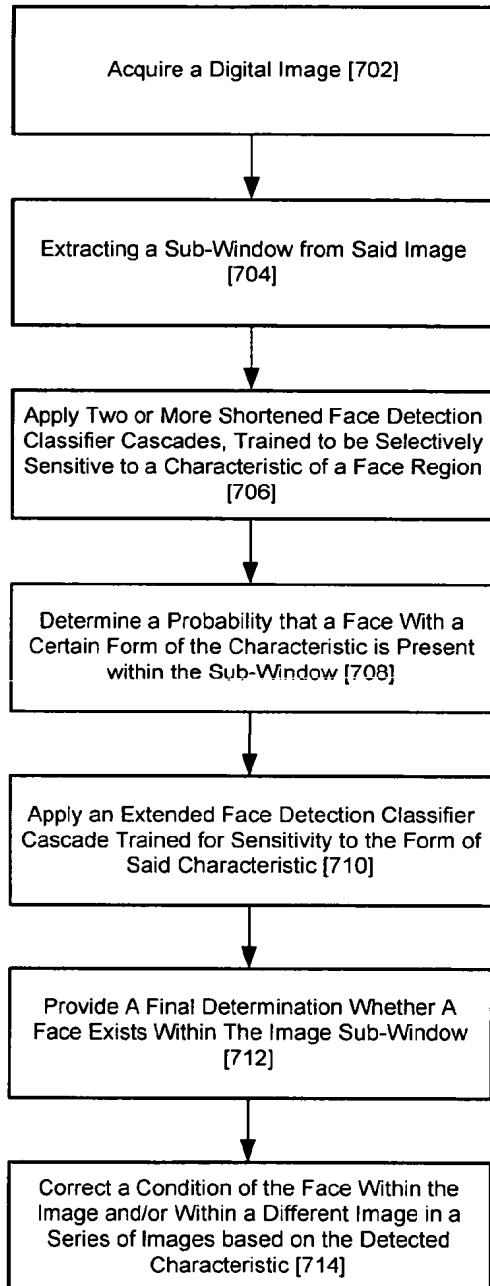 Acquire a Digital Image [702]
Extracting a Sub-Window from Said Image
[704]
Apply Two or More Shortened Face Detection
Classifier Cascades, Trained to be Selectively
Sensitive to a Characteristic of a Face Region
[706]
Determine a Probability that a Face With a
Certain Form of the Characteristic is Present
within the Sub-Window [708]
Apply an Extended Face Detection Classifier
Cascade Trained for Sensitivity to the Form of
Said Characteristic [710]
Provide A Final Determination Whether A
Face Exists Within The Image Sub-Window
[712]
Correct a Condition of the Face Within the
Image and/or Within a Different Image in a
Series of Images based on the Detected
Characteristic [714]